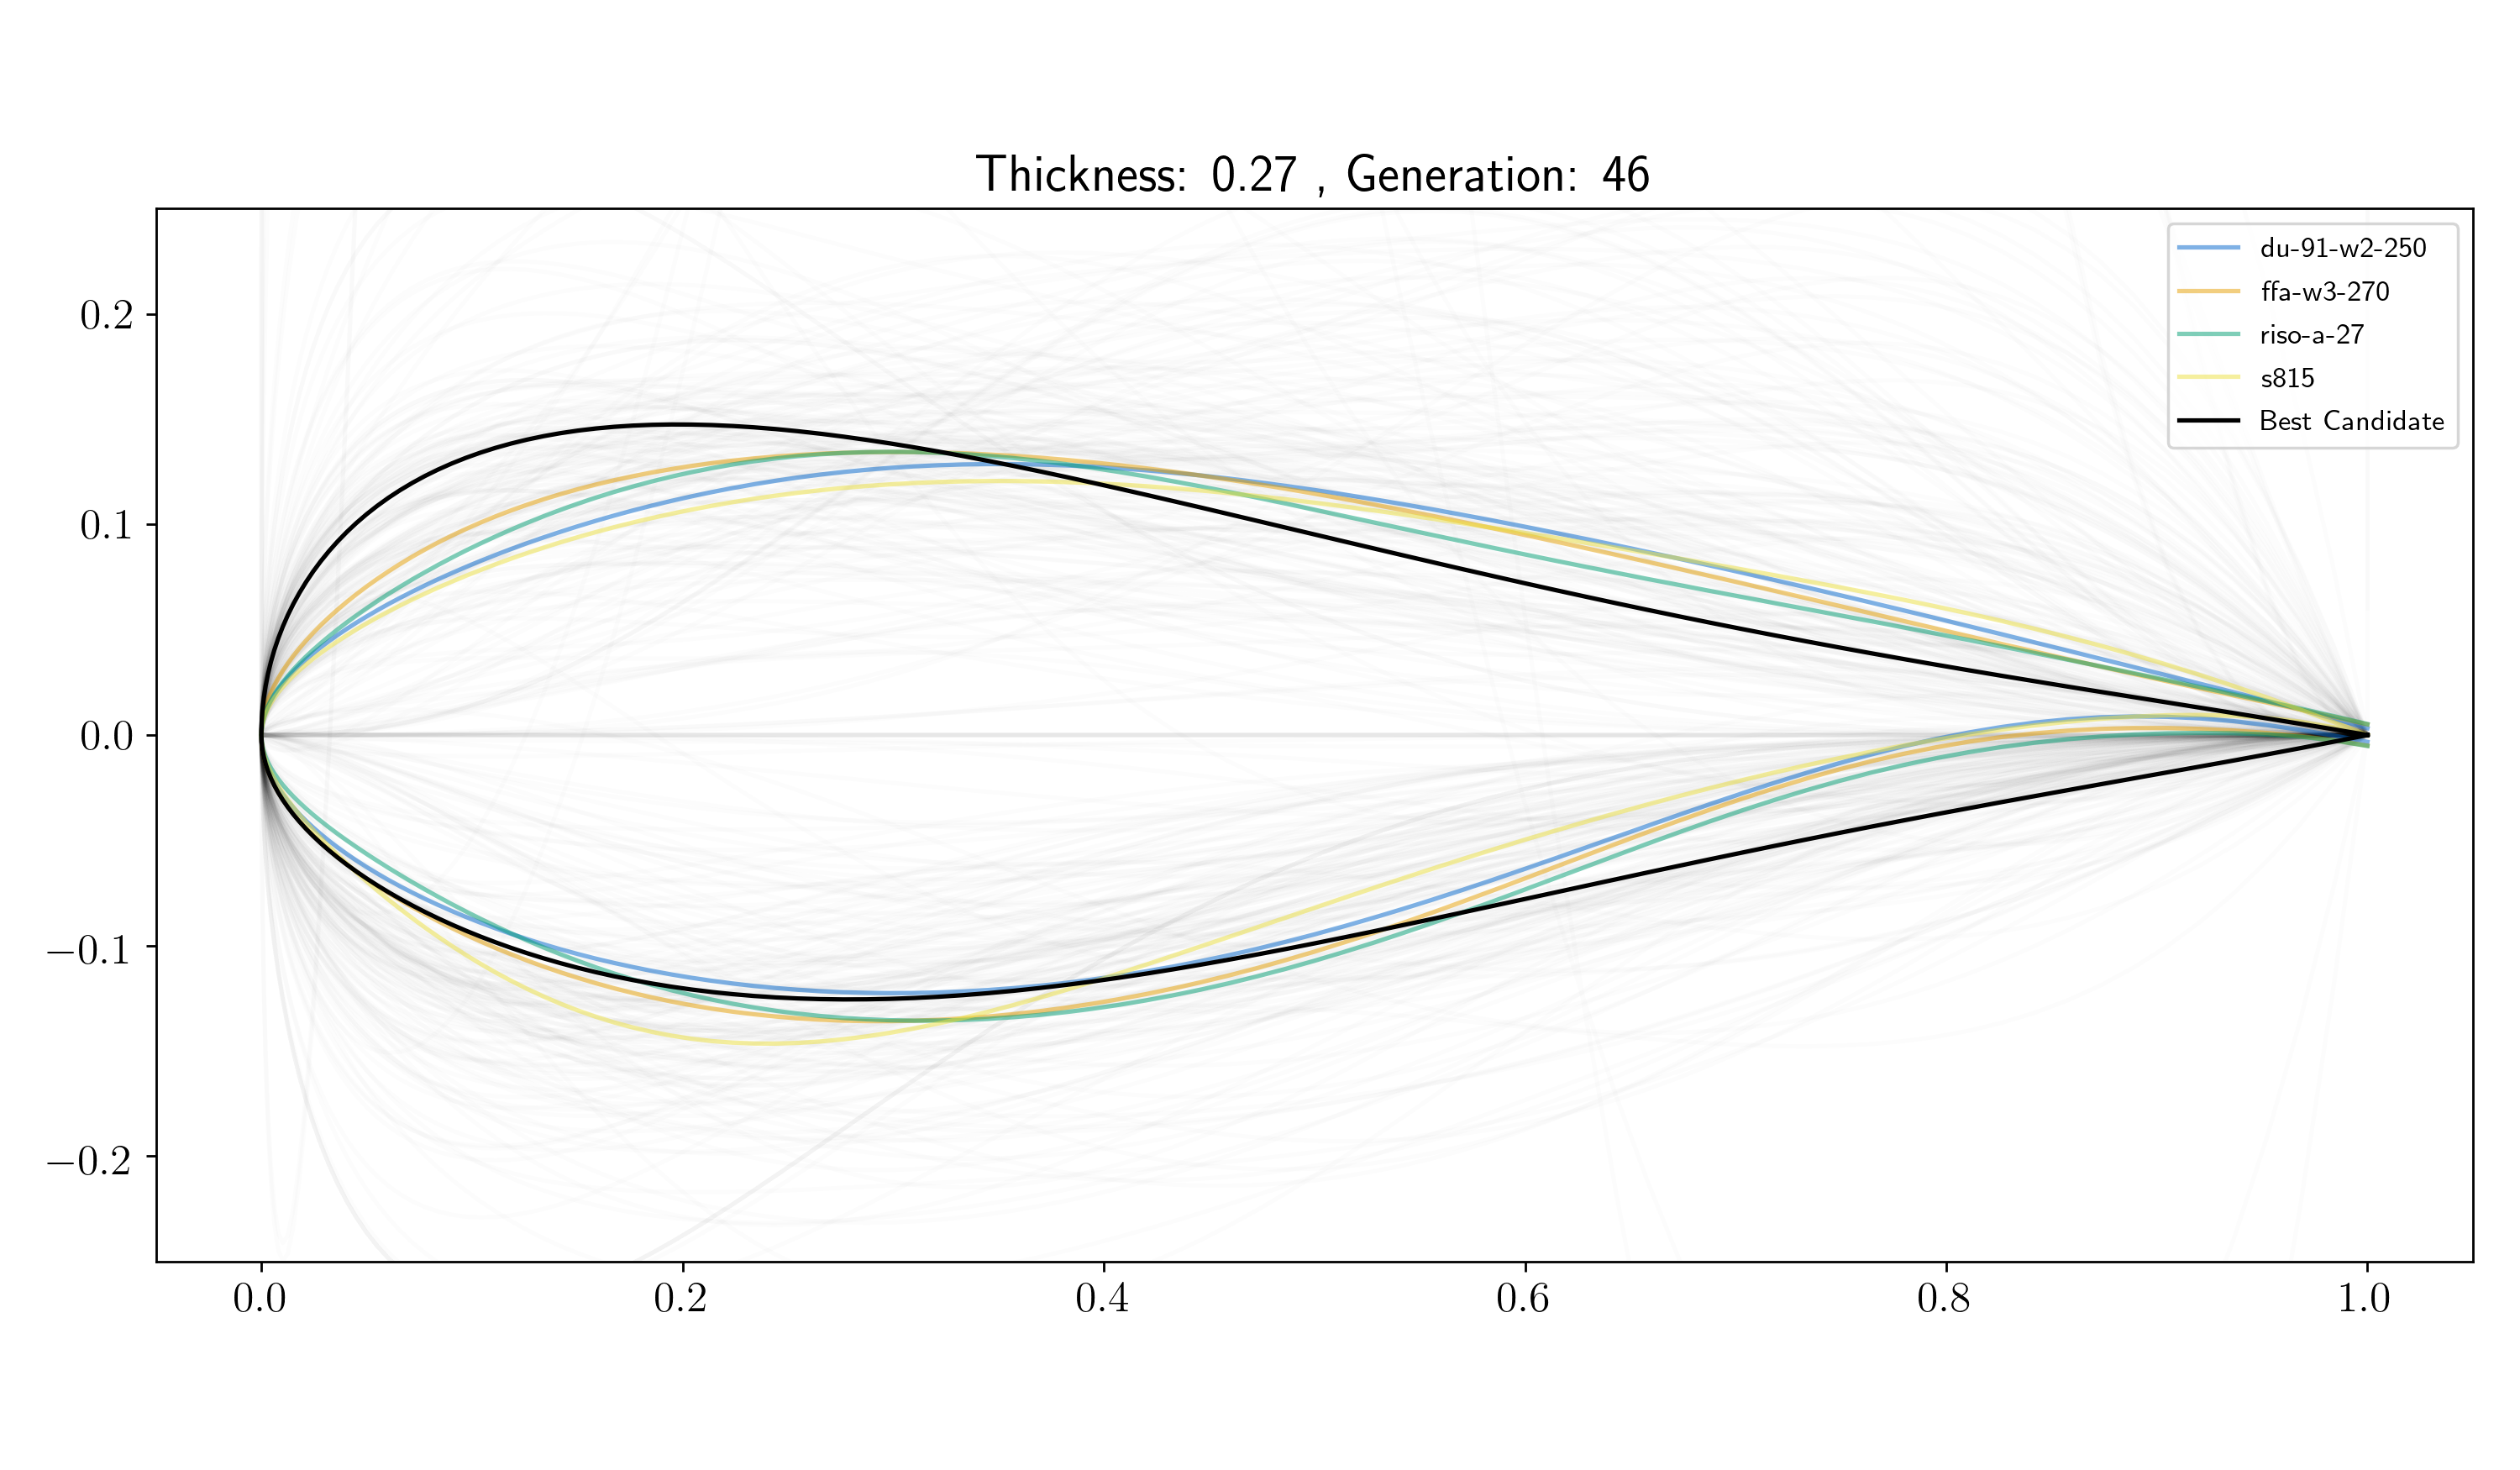 Thickness: 0.27 , Generation: 46
du-91-w2-250
ffa-w3-270
riso-a-27
s815
Best Candidate
0.2
0.1
0.0
−0.1
−0.2
0.0 0.2 0.4 0.6 0.8 1.0